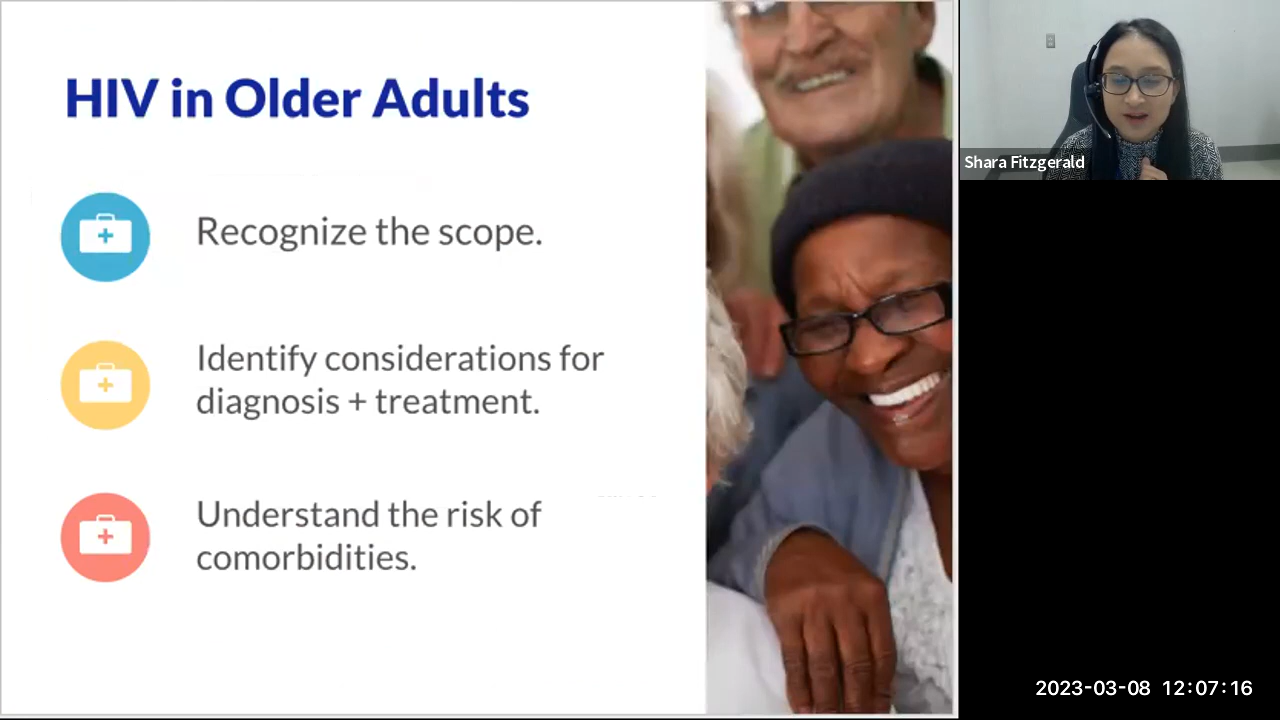 HIV in Older Adults
Recognize the scope.
Identify considerations for
diagnosis + treatment.
Understand the risk of
comorbidities.
Shara Fitzgerald
2023-03-08 12:07:16